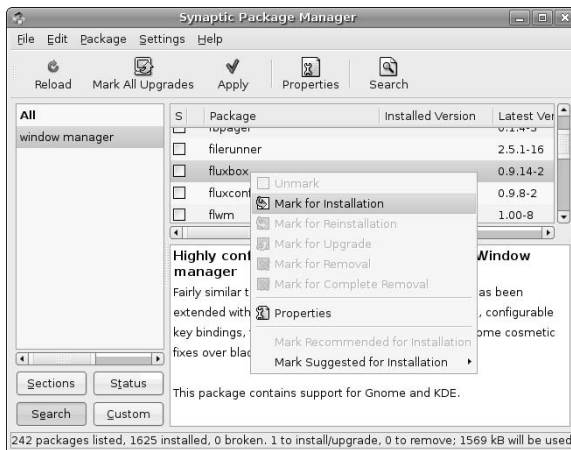 Synaptic Package Manager
File Edit Package Settings Help
Reload Mark All Upgrades Apply Properties Search
All
window manager
S Package Installed Version Latest Ver
fbpager 0.1.4-3
filerunner 2.5.1-16
fluxbox 0.9.14-2
fluxconf 0.9.8-2
flwm 1.00-8
Unmark
Mark for Installation
Mark for Reinstallation
Mark for Upgrade
Mark for Removal
Mark for Complete Removal
Properties
Mark Recommended for Installation
Mark Suggested for Installation
Highly conf Window
manager
Fairly similar t as been
extended with , configurable
key bindings, ome cosmetic
fixes over blac
This package contains support for Gnome and KDE.
Sections Status
Search Custom
242 packages listed, 1625 installed, 0 broken. 1 to install/upgrade, 0 to remove; 1569 kB will be used